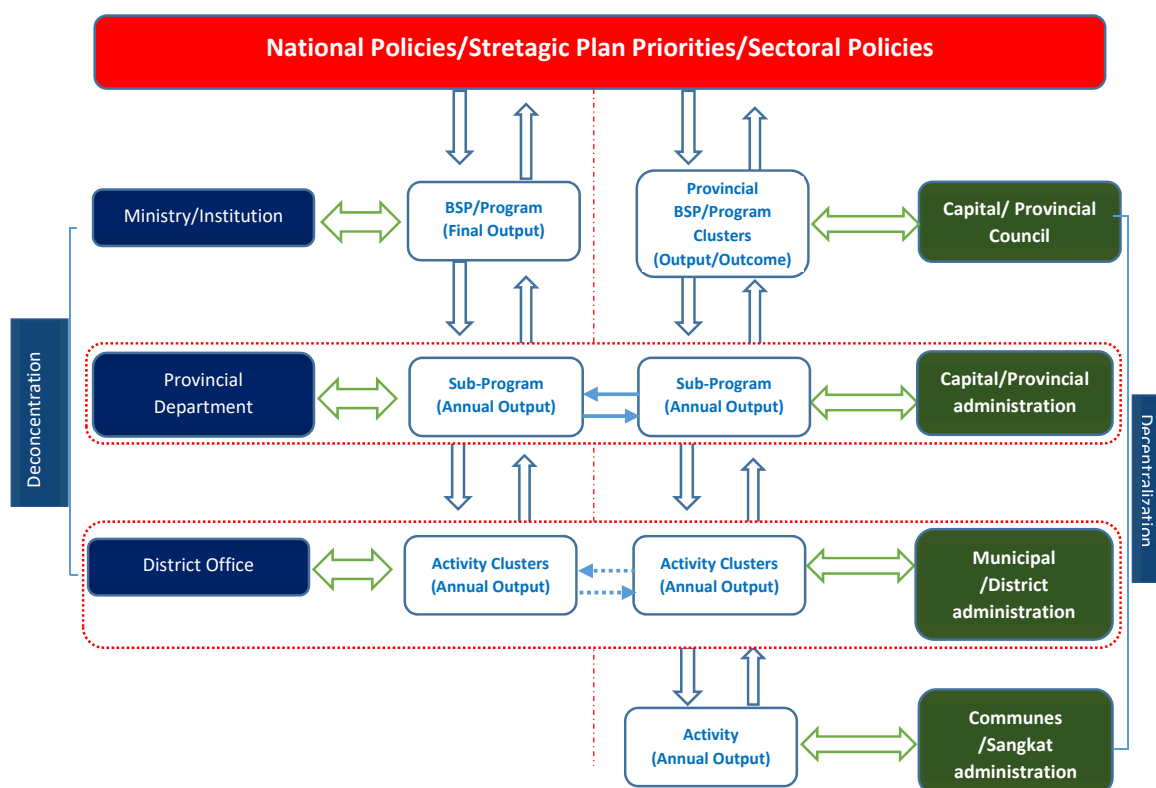 National Policies/Stretagic Plan Priorities/Sectoral Policies
Ministry/Institution
BSP/Program
(Final Output)
Provincial
BSP/Program
Clusters
(Output/Outcome)
Capital/ Provincial
Council
Deconcentration
Provincial
Department
Sub-Program
(Annual Output)
Sub-Program
(Annual Output)
Capital/Provincial
administration
Decentralization
District Office
Activity Clusters
(Annual Output)
Activity Clusters
(Annual Output)
Municipal
/District
administration
Activity
(Annual Output)
Communes
/Sangkat
administration